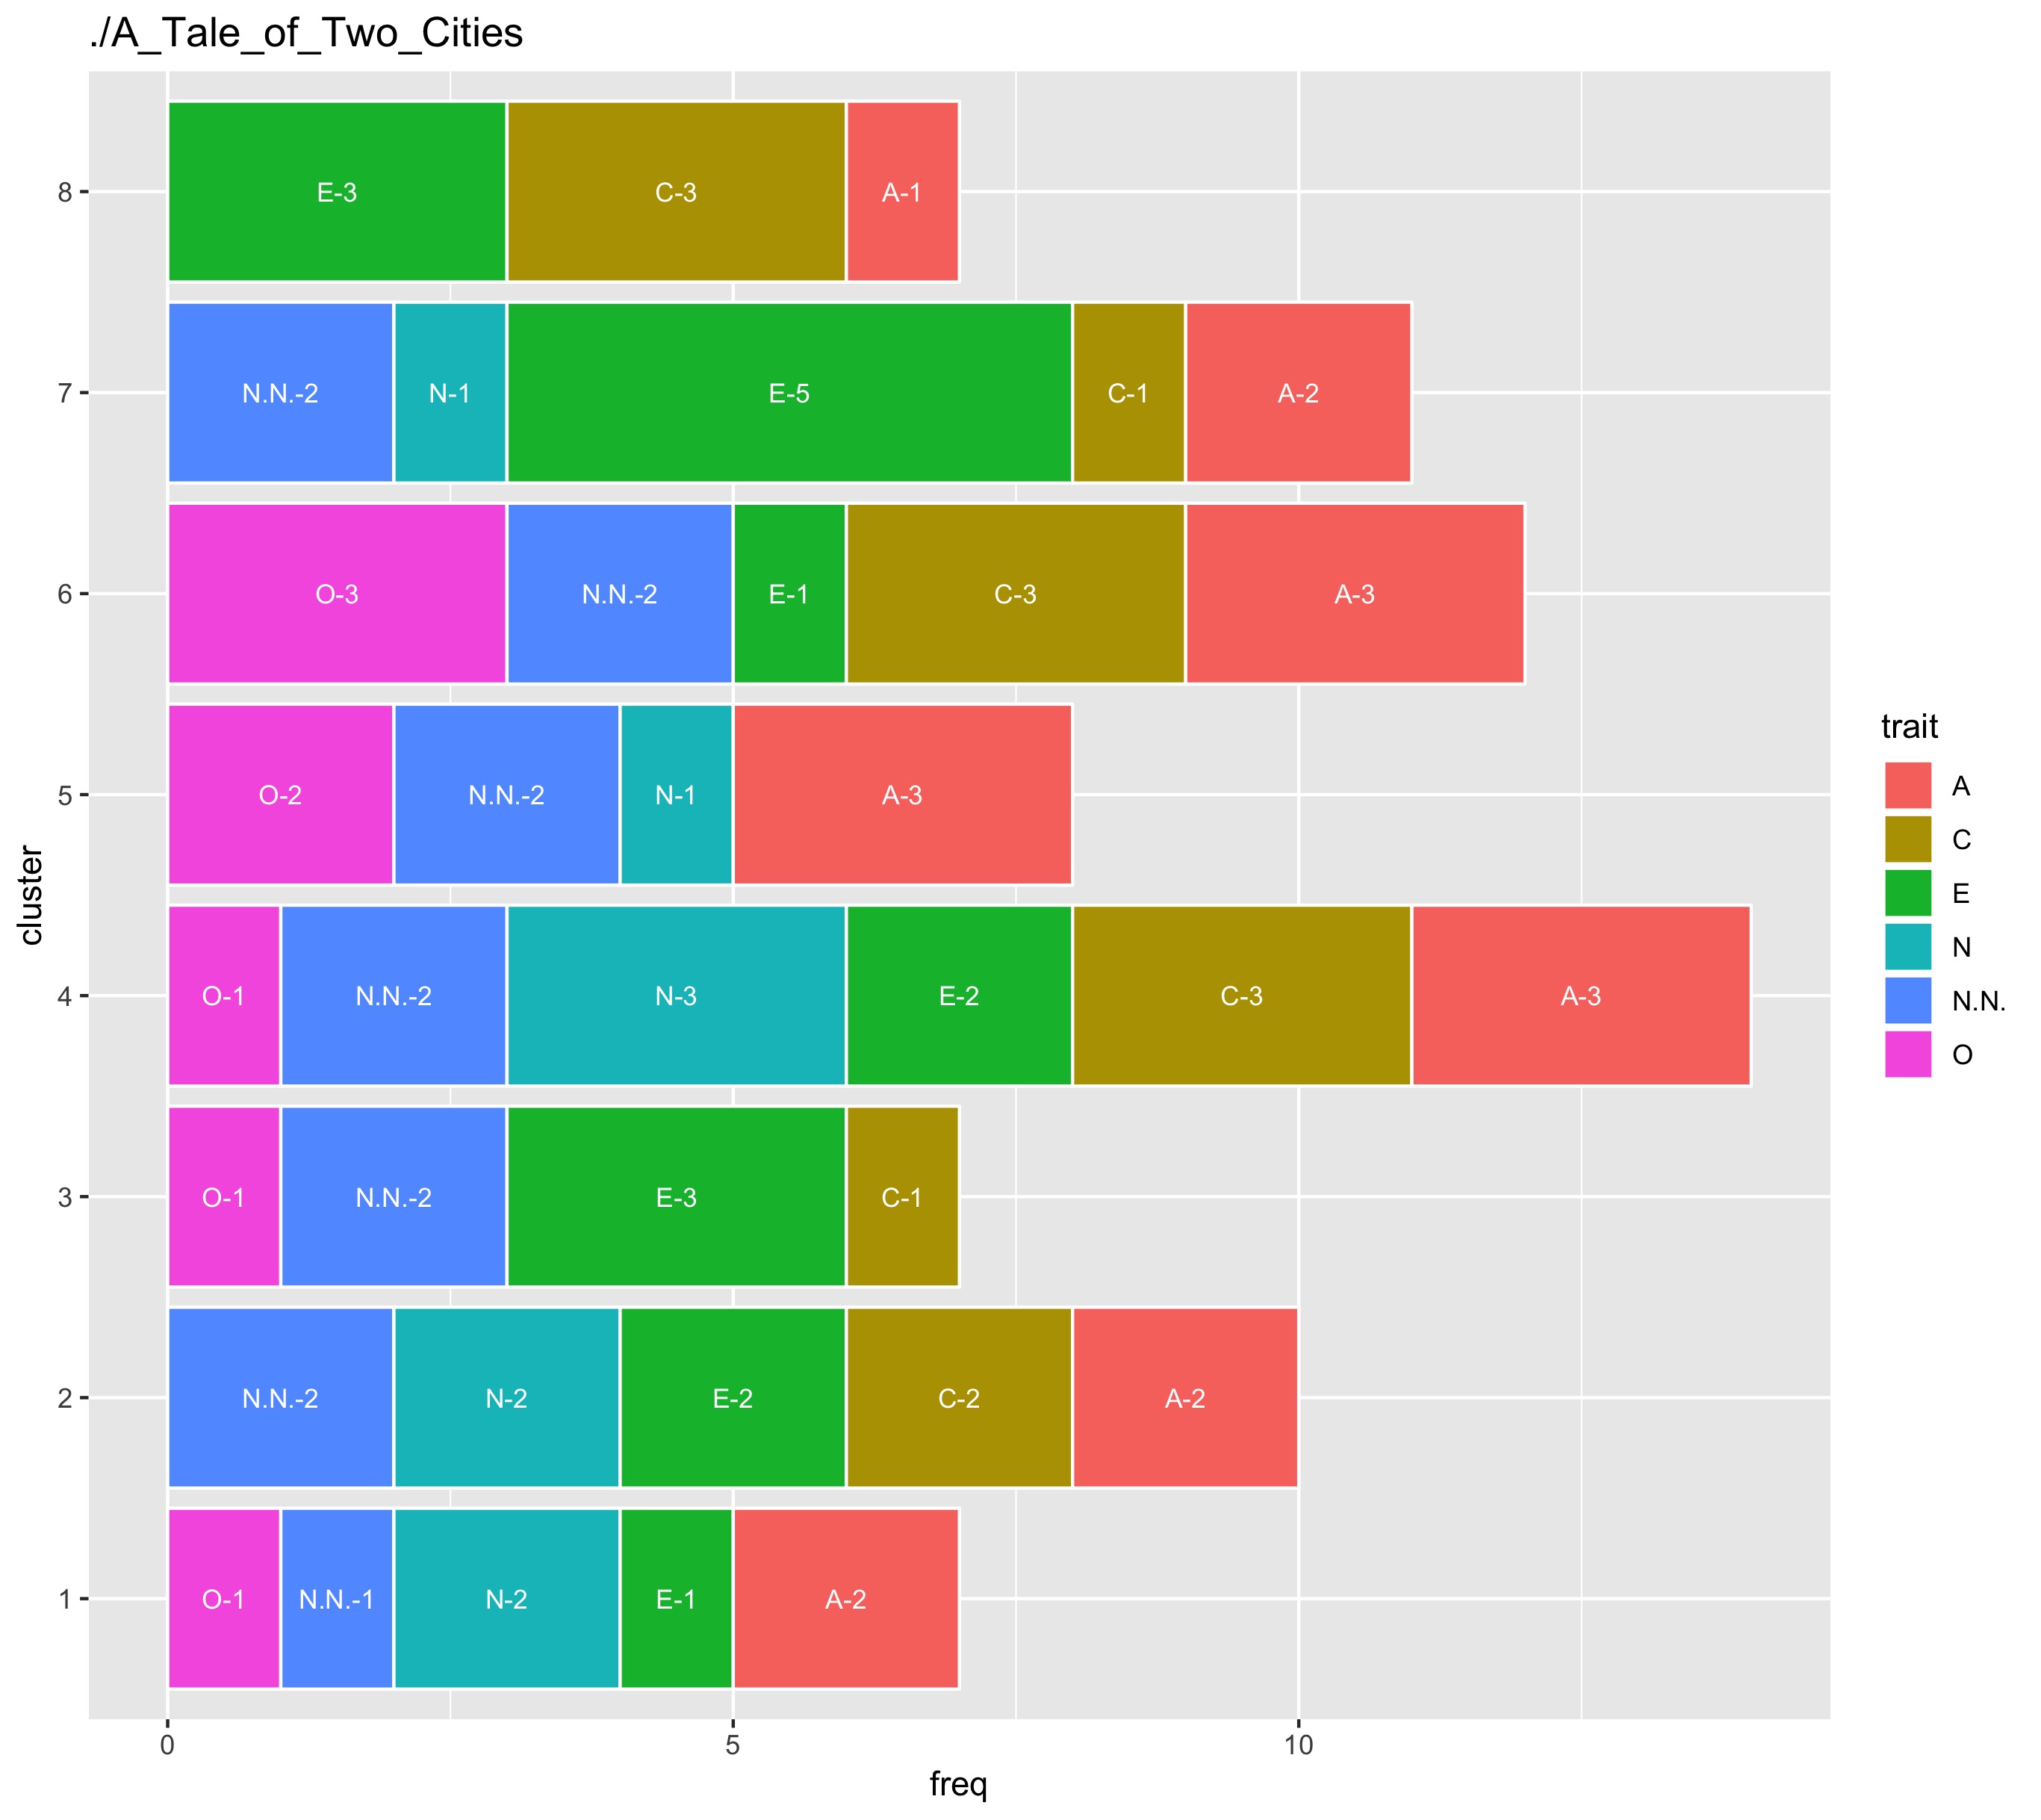 ./A_Tale_of_Two_Cities
8
E-3 C-3 A-1
7
N.N.-2 N-1 E-5 C-1 A-2
6
O-3 N.N.-2 E-1 C-3 A-3
5
O-2 N.N.-2 N-1 A-3
4
O-1 N.N.-2 N-3 E-2 C-3 A-3
3
O-1 N.N.-2 E-3 C-1
2
N.N.-2 N-2 E-2 C-2 A-2
1
O-1 N.N.-1 N-2 E-1 A-2
cluster
0 5 10
freq
trait
A
C
E
N
N.N.
O